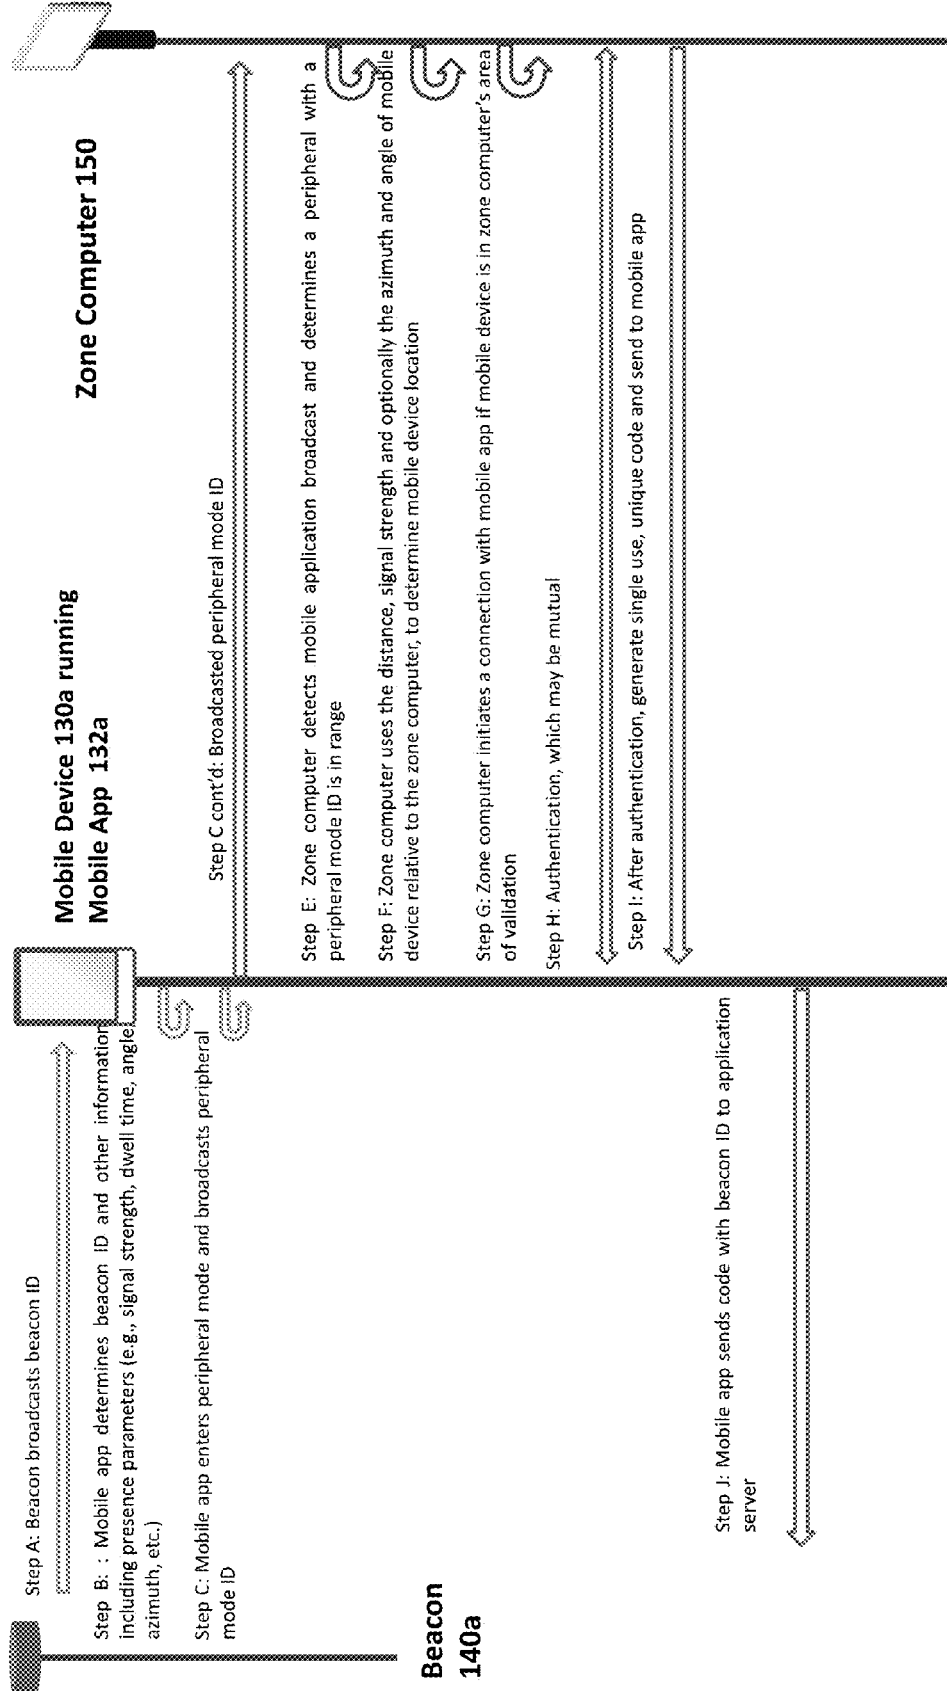 Step A: Beacon broadcasts beacon ID
Step B: : Mobile app determines beacon ID and other information
including presence parameters (e.g., signal strength, dwell time, angle,
azimuth, etc.)
Step C: Mobile app enters peripheral mode and broadcasts peripheral
mode ID
Beacon
140a
Step J: Mobile app sends code with beacon ID to application
server
Mobile Device 130a running
Mobile App 132a
Zone Computer 150
Step C cont'd: Broadcasted peripheral mode ID
Step E: Zone computer detects mobile application broadcast and determines a peripheral with a
peripheral mode ID is in range
Step F: Zone computer uses the distance, signal strength and optionally the azimuth and angle of mobile
device relative to the zone computer, to determine mobile device location
Step G: Zone computer initiates a connection with mobile app if mobile device is in zone computer's area
of validation
Step H: Authentication, which may be mutual
Step I: After authentication, generate single use, unique code and send to mobile app